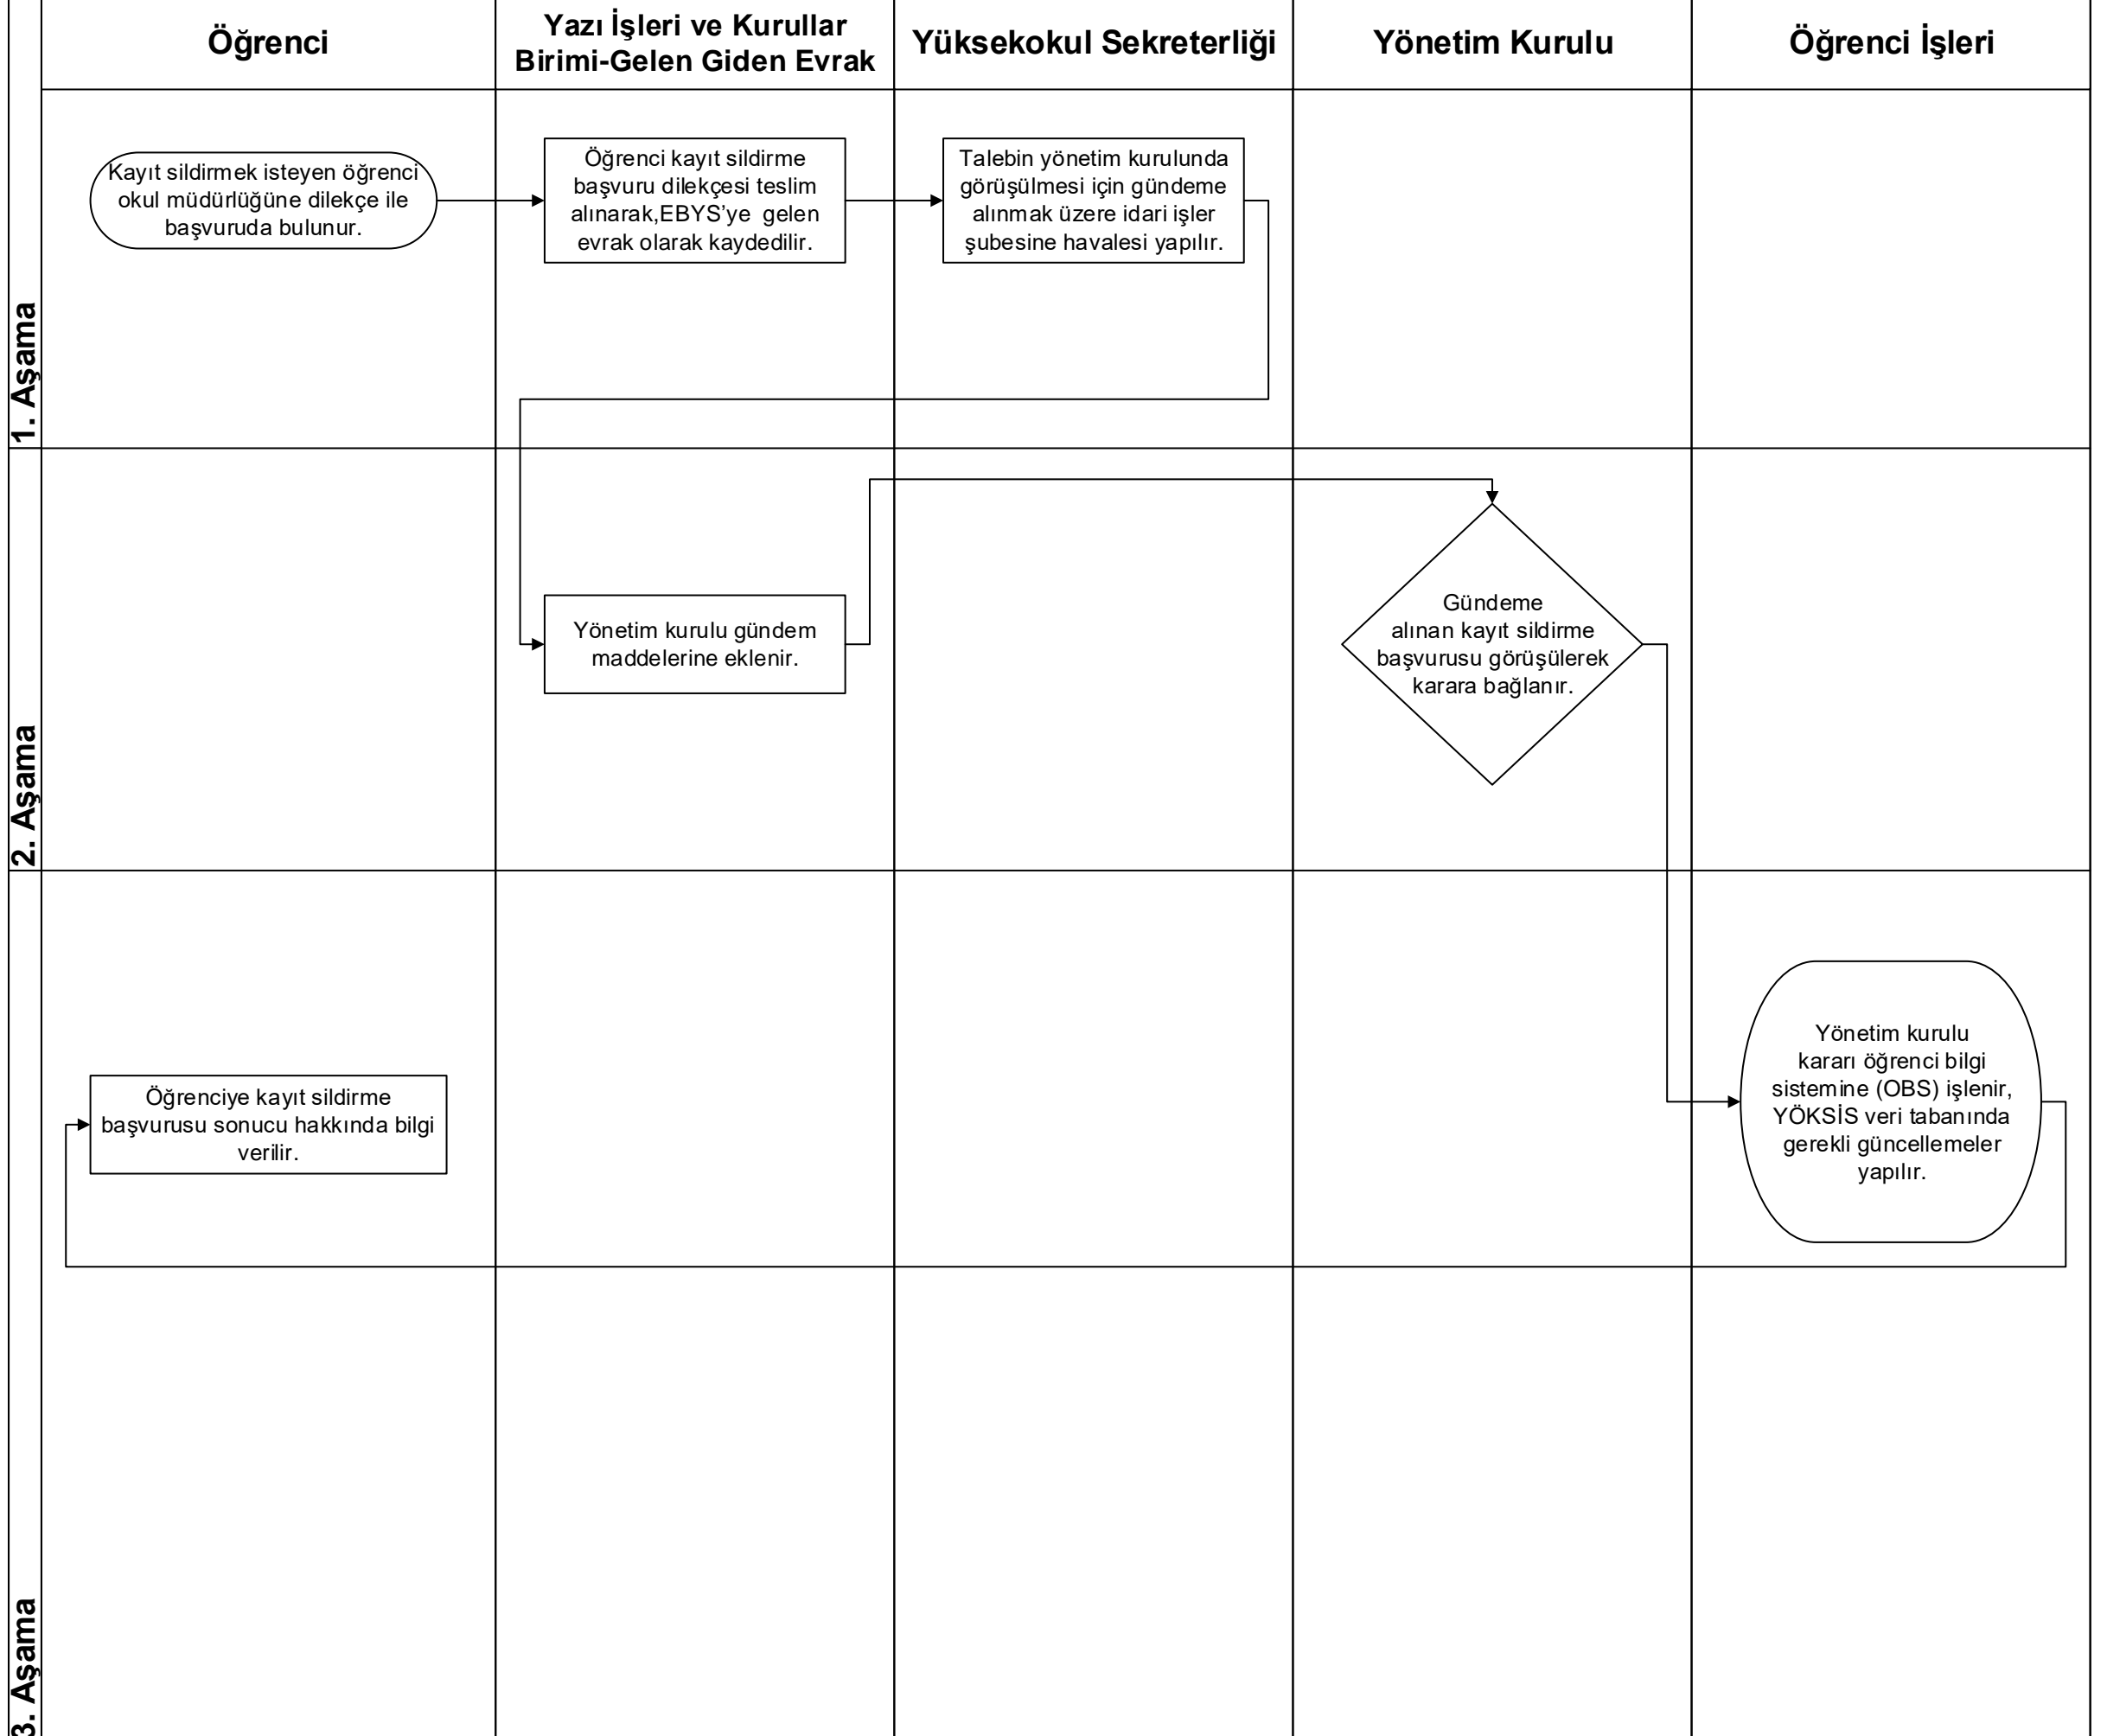 Öğrenci
Yazı İşleri ve Kurullar
Birimi-Gelen Giden Evrak
Yüksekokul Sekreterliği
Yönetim Kurulu
Öğrenci İşleri
1. Aşama
Kayıt sildirmek isteyen öğrenci
okul müdürlüğüne dilekçe ile
başvuruda bulunur.
Öğrenci kayıt sildirme
başvuru dilekçesi teslim
alınarak,EBYS’ye  gelen
evrak olarak kaydedilir.
Talebin yönetim kurulunda
görüşülmesi için gündeme
alınmak üzere idari işler
şubesine havalesi yapılır.
2. Aşama
Yönetim kurulu gündem
maddelerine eklenir.
Gündeme
alınan kayıt sildirme
başvurusu görüşülerek
karara bağlanır.
3. Aşama
Öğrenciye kayıt sildirme
başvurusu sonucu hakkında bilgi
verilir.
Yönetim kurulu
kararı öğrenci bilgi
sistemine (OBS) işlenir,
YÖKSİS veri tabanında
gerekli güncellemeler
yapılır.